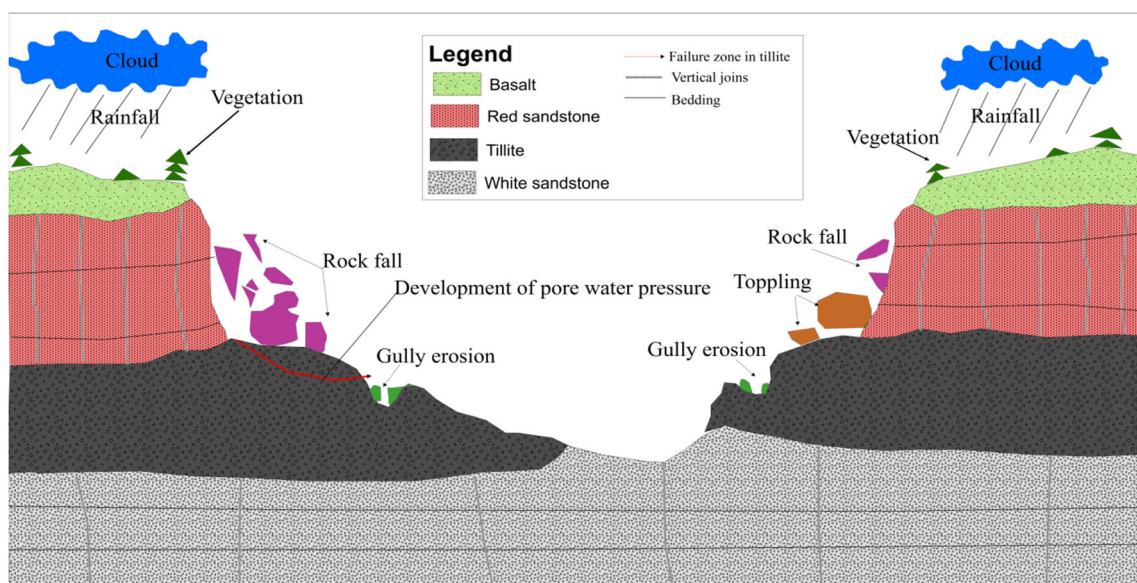 Cloud
Rainfall
Vegetation
Legend
Basalt
Red sandstone
Tillite
White sandstone
Failure zone in tillite
Vertical joins
Bedding
Cloud
Rainfall
Vegetation
Rock fall
Development of pore water pressure
Gully erosion
Rock fall
Toppling
Gully erosion